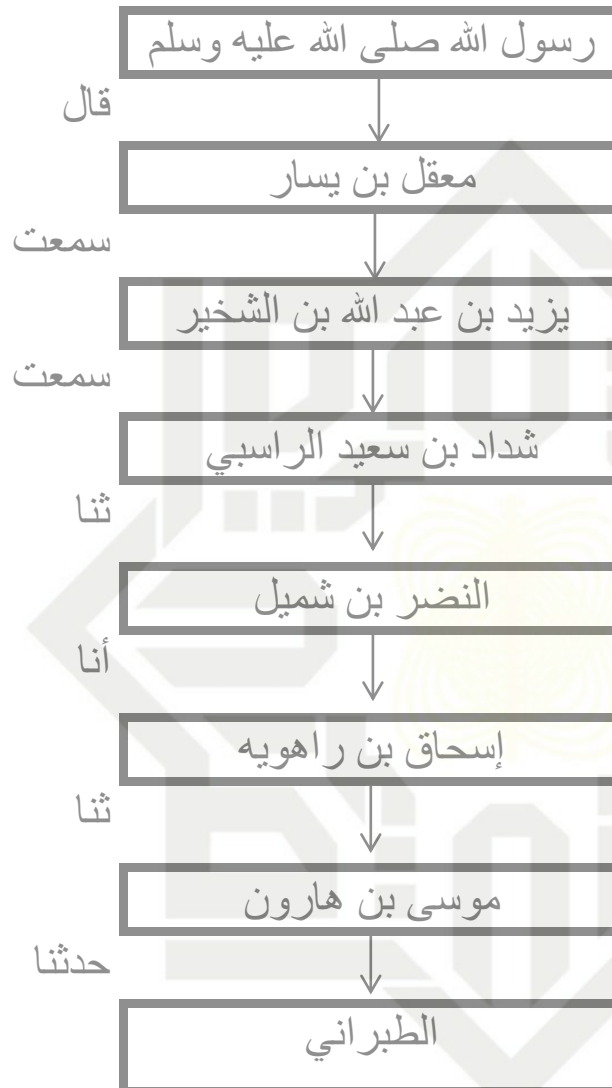 رسول الله صلى الله عليه وسلم
قال
معقل بن يسار
سمعت
يزيد بن عبد الله بن الشخير
سمعت
شداد بن سعيد الراسبي
ثنا
النضر بن شميل
أنا
إسحاق بن راهويه
ثنا
موسى بن هارون
حدثنا
الطبراني